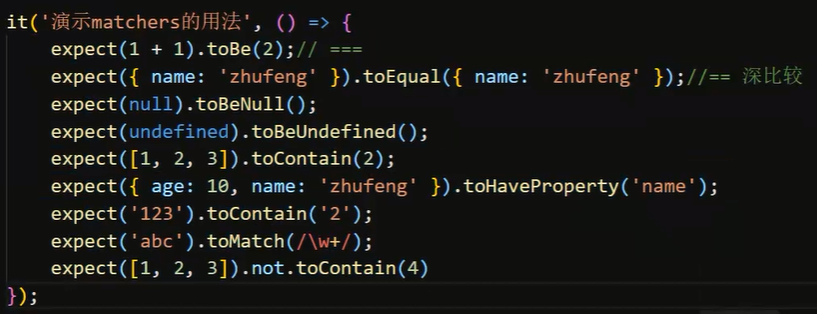 it('演示matchers的用法', () => {
    expect(1 + 1).toBe(2);// ===
    expect({ name: 'zhufeng' }).toEqual({ name: 'zhufeng' });//== 深比较
    expect(null).toBeNull();
    expect(undefined).toBeUndefined();
    expect([1, 2, 3]).toContain(2);
    expect({ age: 10, name: 'zhufeng' }).toHaveProperty('name');
    expect('123').toContain('2');
    expect('abc').toMatch(/\w+/);
    expect([1, 2, 3]).not.toContain(4)
});